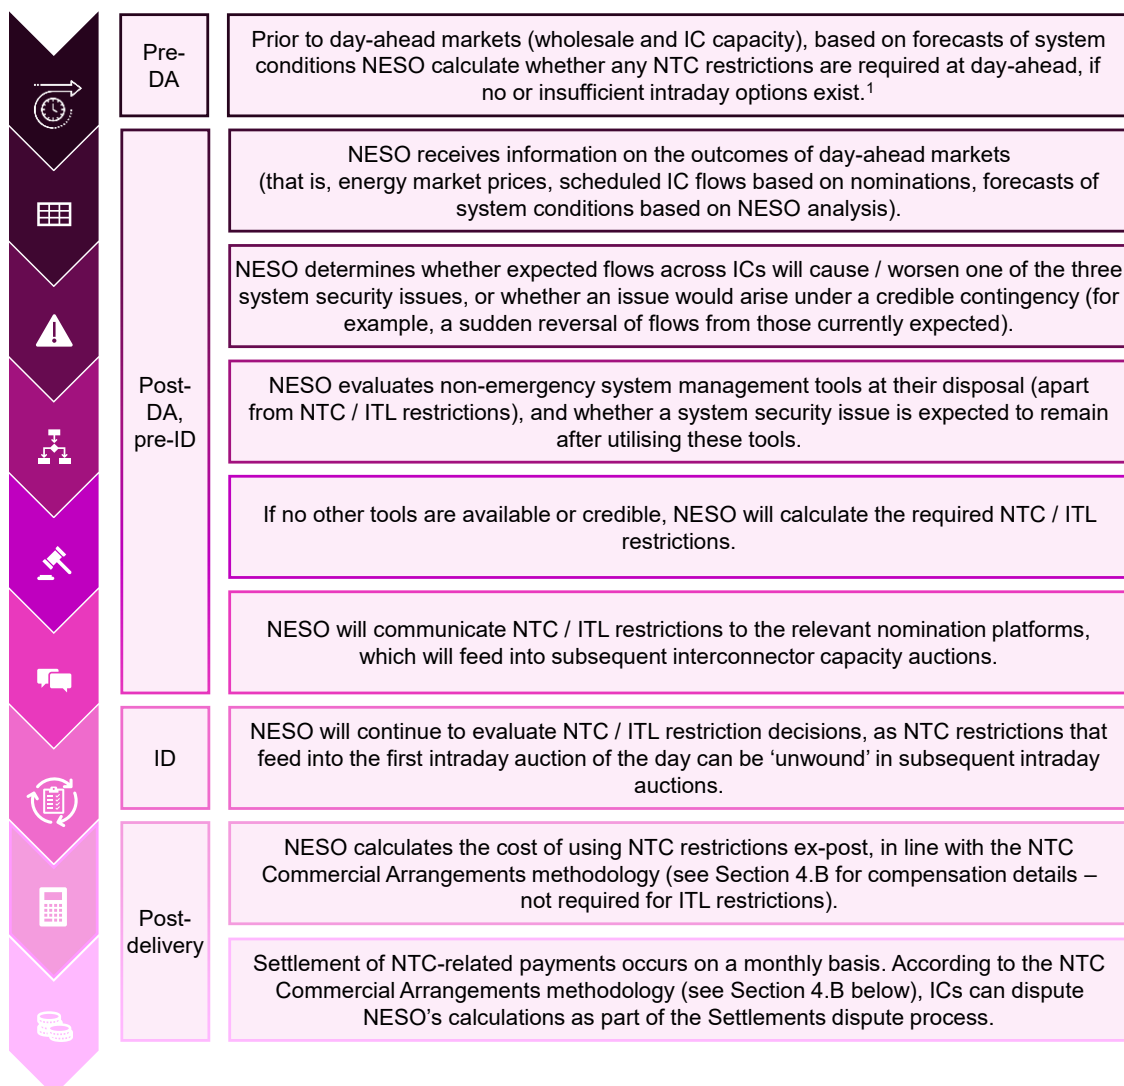 Pre-
DA
Prior to day-ahead markets (wholesale and IC capacity), based on forecasts of system
conditions NESO calculate whether any NTC restrictions are required at day-ahead, if
no or insufficient intraday options exist.¹
Post-
DA,
pre-ID
NESO receives information on the outcomes of day-ahead markets
(that is, energy market prices, scheduled IC flows based on nominations, forecasts of
system conditions based on NESO analysis).
NESO determines whether expected flows across ICs will cause / worsen one of the three
system security issues, or whether an issue would arise under a credible contingency (for
example, a sudden reversal of flows from those currently expected).
NESO evaluates non-emergency system management tools at their disposal (apart
from NTC / ITL restrictions), and whether a system security issue is expected to remain
after utilising these tools.
If no other tools are available or credible, NESO will calculate the required NTC / ITL
restrictions.
NESO will communicate NTC / ITL restrictions to the relevant nomination platforms,
which will feed into subsequent interconnector capacity auctions.
ID
NESO will continue to evaluate NTC / ITL restriction decisions, as NTC restrictions that
feed into the first intraday auction of the day can be ‘unwound’ in subsequent intraday
auctions.
Post-
delivery
NESO calculates the cost of using NTC restrictions ex-post, in line with the NTC
Commercial Arrangements methodology (see Section 4.B for compensation details –
not required for ITL restrictions).
Settlement of NTC-related payments occurs on a monthly basis. According to the NTC
Commercial Arrangements methodology (see Section 4.B below), ICs can dispute
NESO’s calculations as part of the Settlements dispute process.